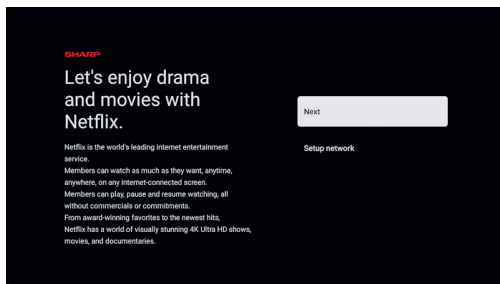 SHARP
Let's enjoy drama
and movies with
Netflix.
Netflix is the world's leading internet entertainment
service.
Members can watch as much as they want, anytime,
anywhere, on any internet-connected screen.
Members can play, pause and resume watching, all
without commercials or commitments.
From award-winning favorites to the newest hits,
Netflix has a world of visually stunning 4K Ultra HD shows,
movies, and documentaries.
Next
Setup network